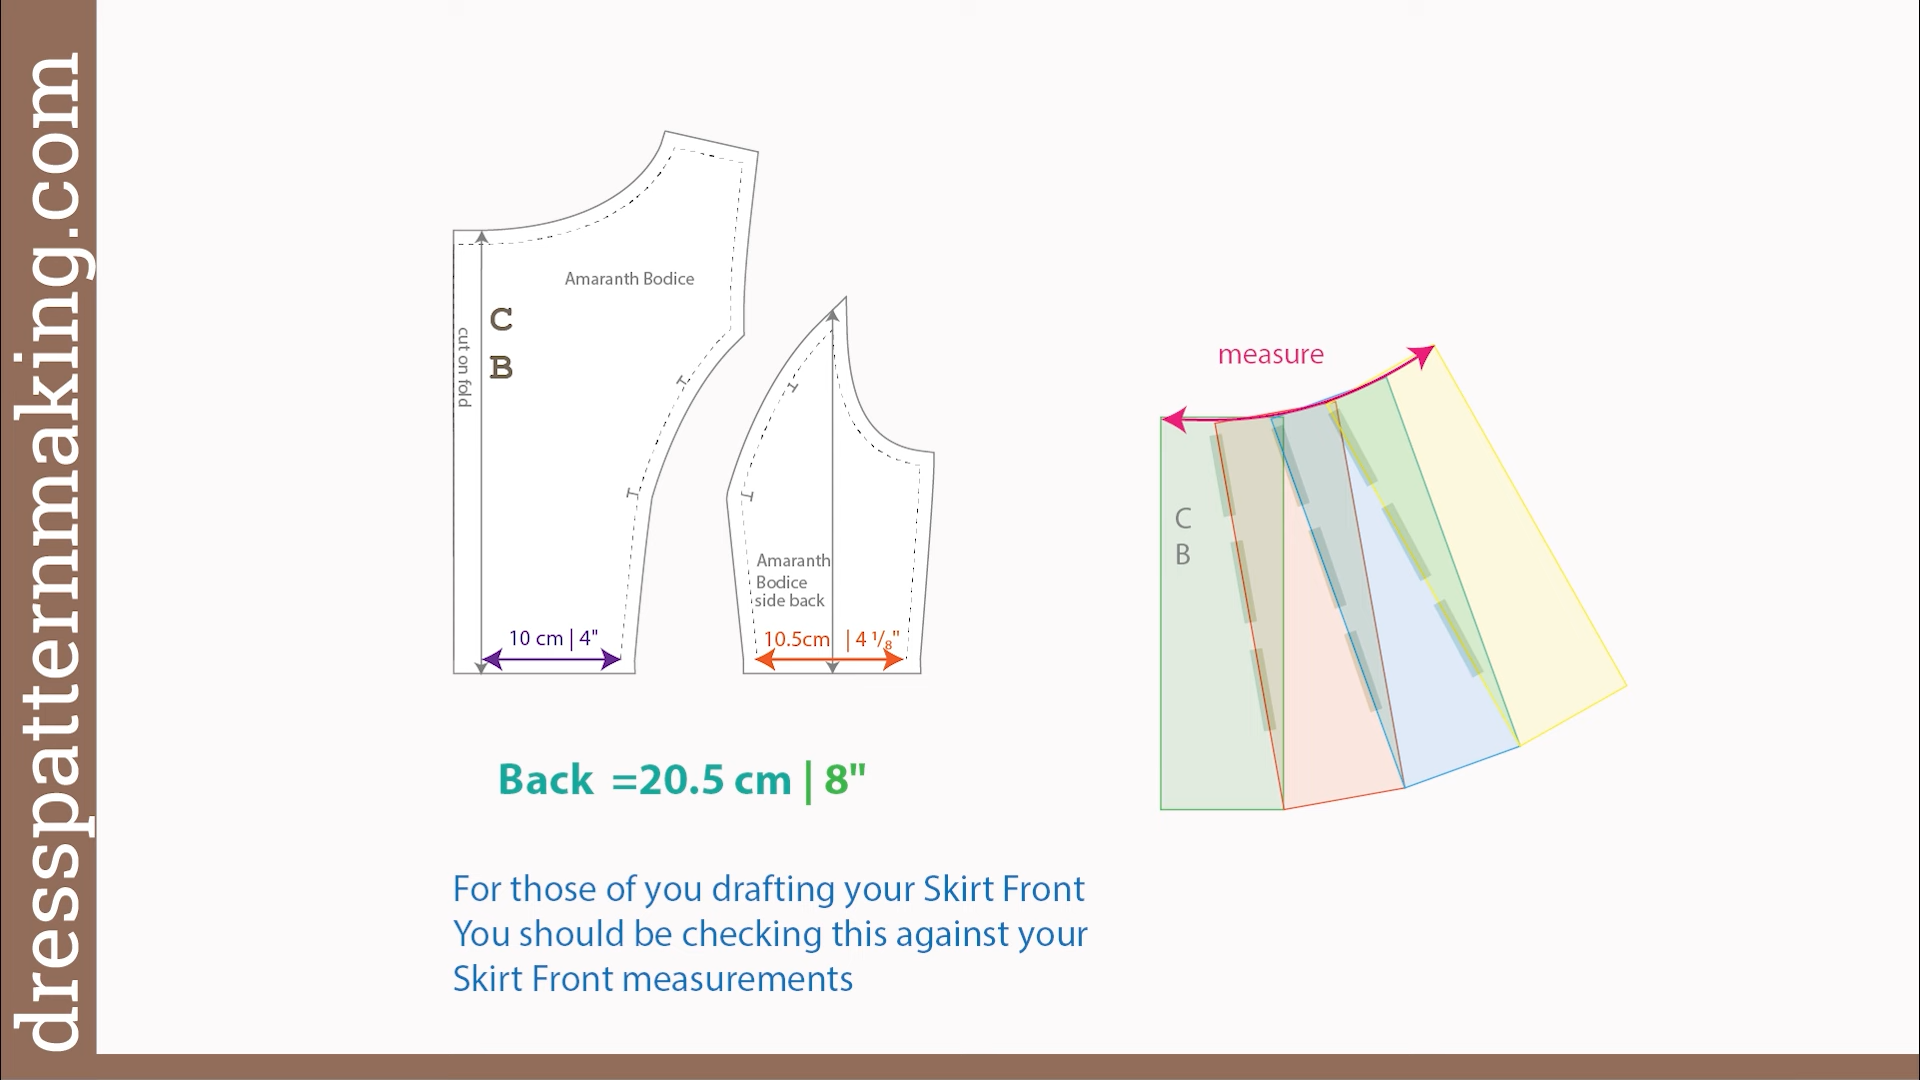 dresspatternmaking.com
Amaranth Bodice
C
B
cut on fold
Amaranth
Bodice
side back
10 cm | 4"
10.5cm | 4 1/8"
measure
C
B
Back =20.5 cm | 8"
For those of you drafting your Skirt Front
You should be checking this against your
Skirt Front measurements